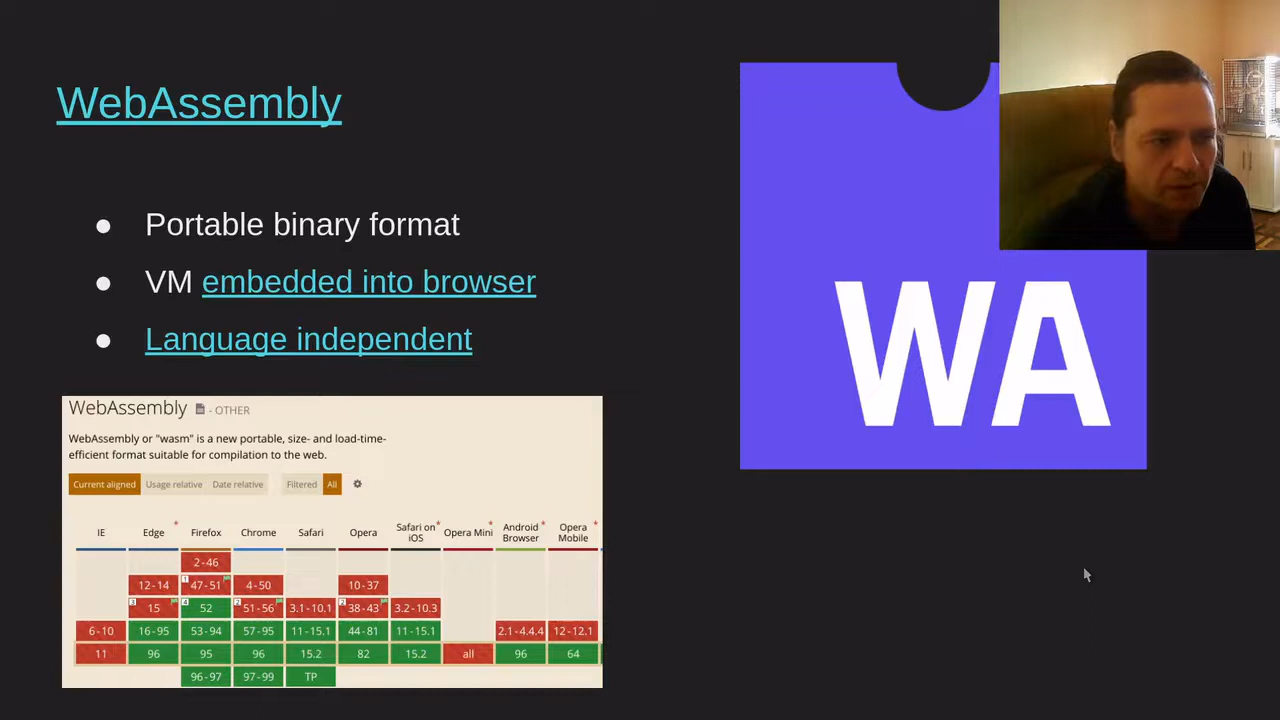 WebAssembly
● Portable binary format
● VM embedded into browser
● Language independent
WA
WebAssembly - OTHER
WebAssembly or "wasm" is a new portable, size- and load-time-
efficient format suitable for compilation to the web.
Current aligned Usage relative Date relative Filtered All
IE Edge * Firefox Chrome Safari Opera Safari on iOS * Opera Mini * Android Browser * Opera Mobile *
2-46
12-14 1 47-51 4-50 10-37
3 15 4 52 2 51-56 3.1-10.1 2 38-43 3.2-10.3
6-10 16-95 53-94 57-95 11-15.1 44-81 11-15.1 2.1-4.4.4 12-12.1
11 96 95 96 15.2 82 15.2 all 96 64
96-97 97-99 TP